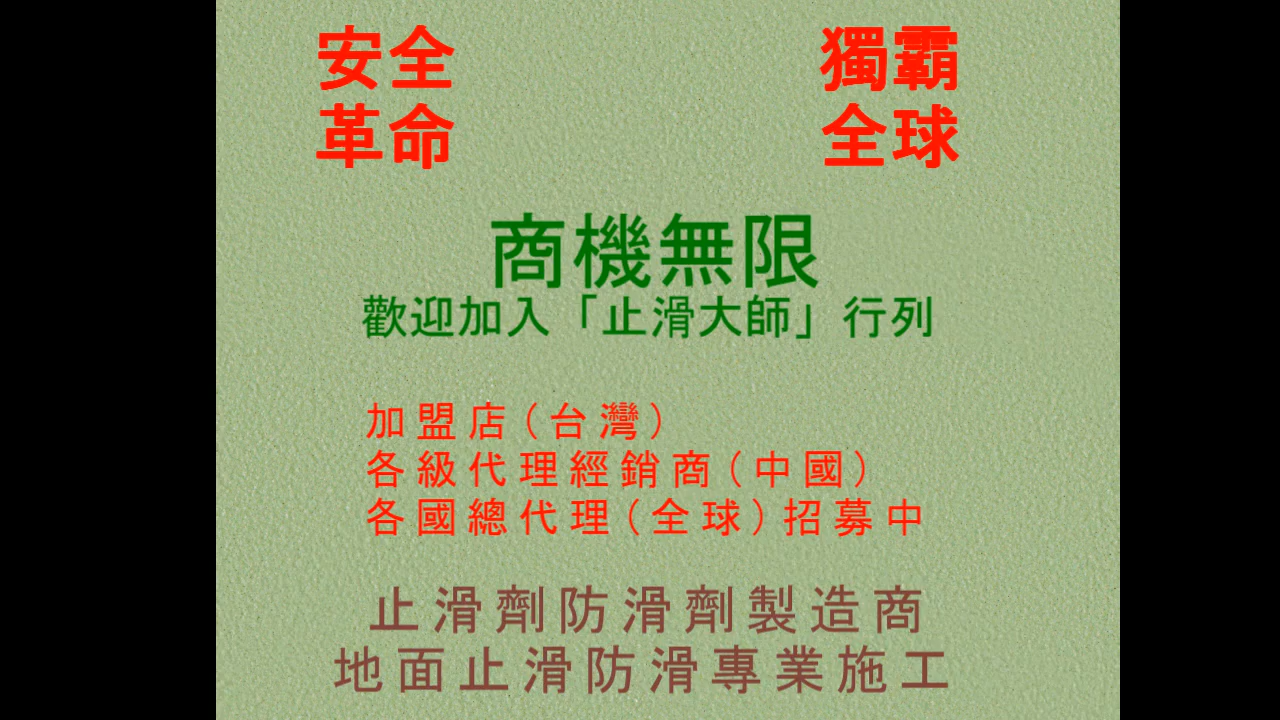 安全 獨霸
革命 全球
商機無限
歡迎加入「止滑大師」行列
加盟店(台灣)
各級代理經銷商(中國)
各國總代理(全球)招募中
止滑劑防滑劑製造商
地面止滑防滑專業施工